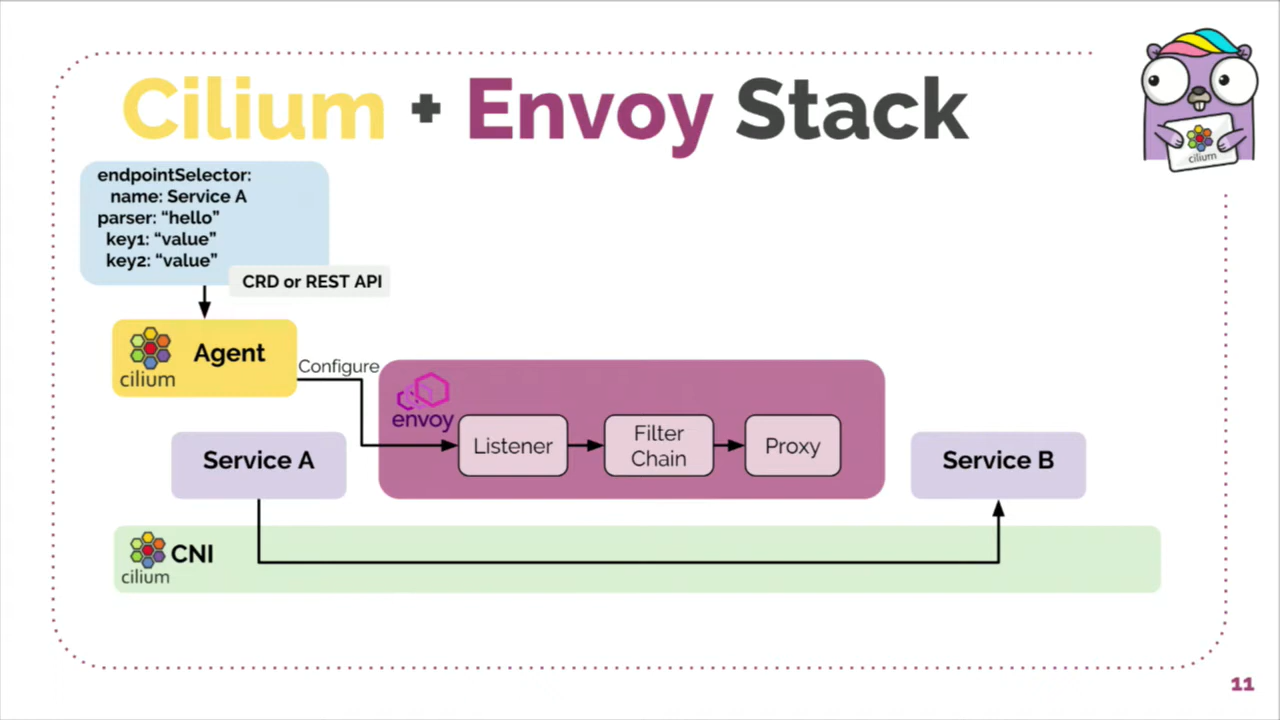 Cilium + Envoy Stack
cilium
endpointSelector:
name: Service A
parser: “hello”
key1: “value”
key2: “value”
CRD or REST API
cilium
Agent
Configure
envoy
Listener
Filter
Chain
Proxy
Service A
Service B
cilium
CNI
11